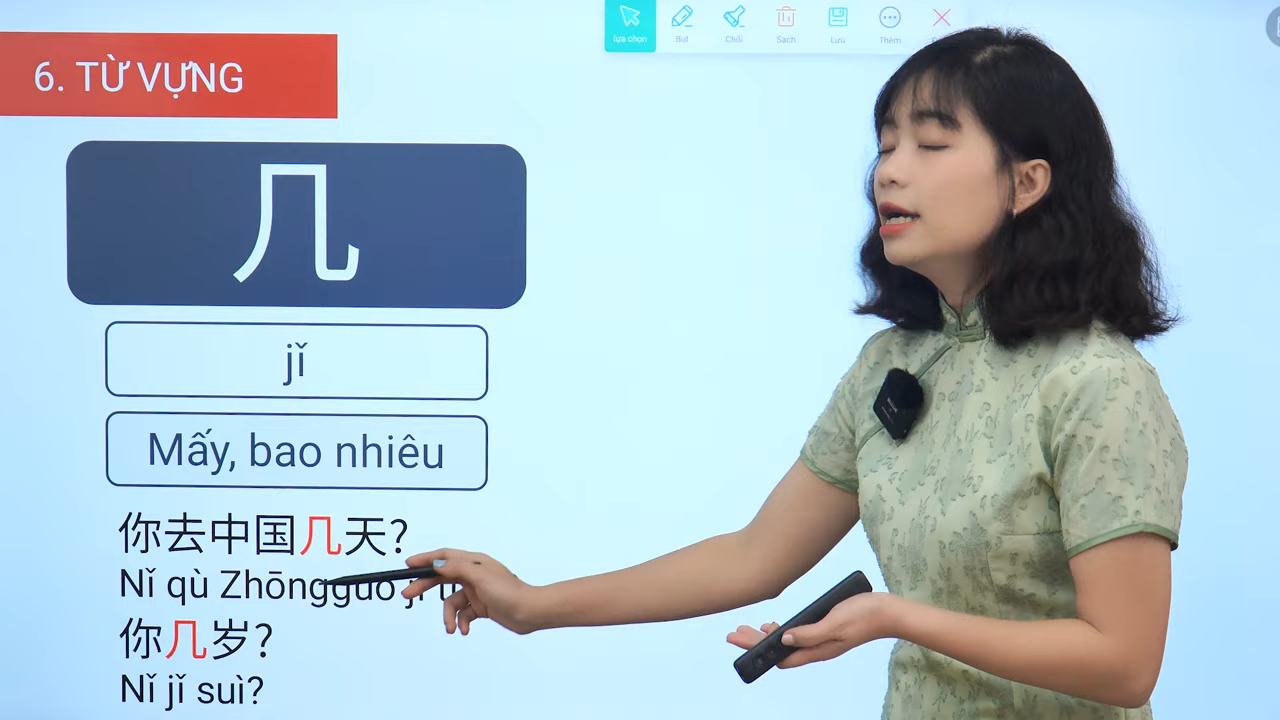 lựa chọn
Bút
Chổi
Sạch
Lưu
Thêm
6. TỪ VỰNG
几
jǐ
Mấy, bao nhiêu
你去中国几天?
Nǐ qù Zhōngguó jǐ
你几岁?
Nǐ jǐ suì?